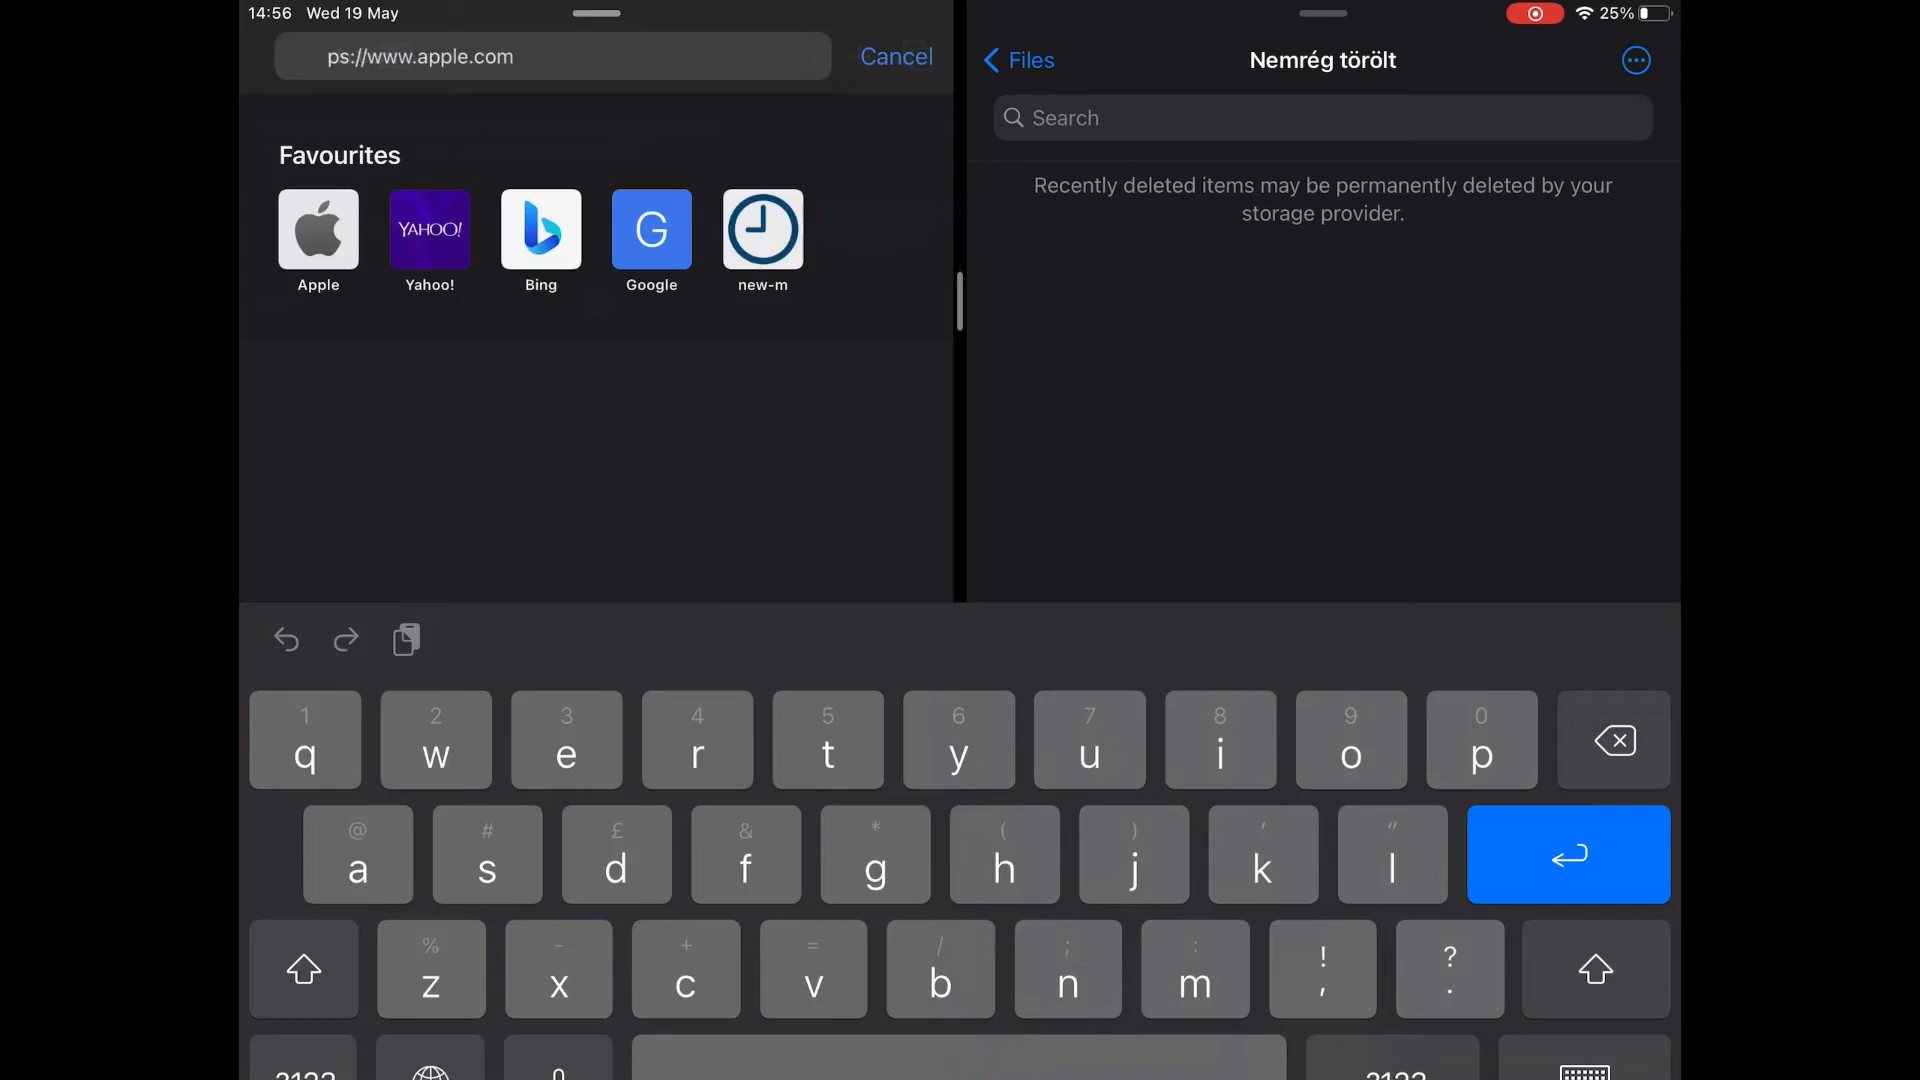 14:56 Wed 19 May
25%
ps://www.apple.com
Cancel
Favourites
YAHOO!
G
Apple
Yahoo!
Bing
Google
new-m
Files
Nemrég törölt
Search
Recently deleted items may be permanently deleted by your
storage provider.
1 2 3 4 5 6 7 8 9 0
q w e r t y u i o p
@ # £ & * ( ) ' "
a s d f g h j k l
% - + = / ; : ! ?
z x c v b n m , .